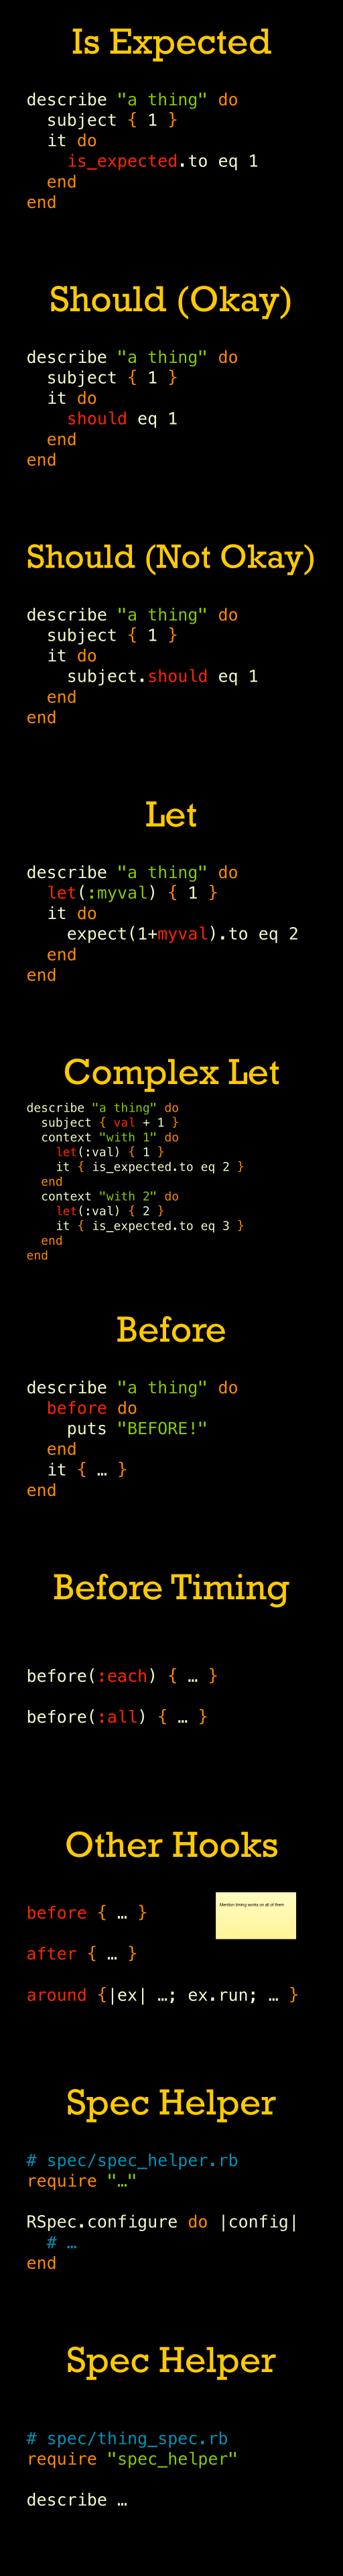 Is Expected
describe "a thing" do
  subject { 1 }
  it do
    is_expected.to eq 1
  end
end
Should (Okay)
describe "a thing" do
  subject { 1 }
  it do
    should eq 1
  end
end
Should (Not Okay)
describe "a thing" do
  subject { 1 }
  it do
    subject.should eq 1
  end
end
Let
describe "a thing" do
  let(:myval) { 1 }
  it do
    expect(1+myval).to eq 2
  end
end
Complex Let
describe "a thing" do
  subject { val + 1 }
  context "with 1" do
    let(:val) { 1 }
    it { is_expected.to eq 2 }
  end
  context "with 2" do
    let(:val) { 2 }
    it { is_expected.to eq 3 }
  end
end
Before
describe "a thing" do
  before do
    puts "BEFORE!"
  end
  it { … }
end
Before Timing
before(:each) { … }
before(:all) { … }
Other Hooks
Mention timing works on all of them
before { … }
after { … }
around {|ex| …; ex.run; … }
Spec Helper
# spec/spec_helper.rb
require "…"
RSpec.configure do |config|
  # …
end
Spec Helper
# spec/thing_spec.rb
require "spec_helper"
describe …